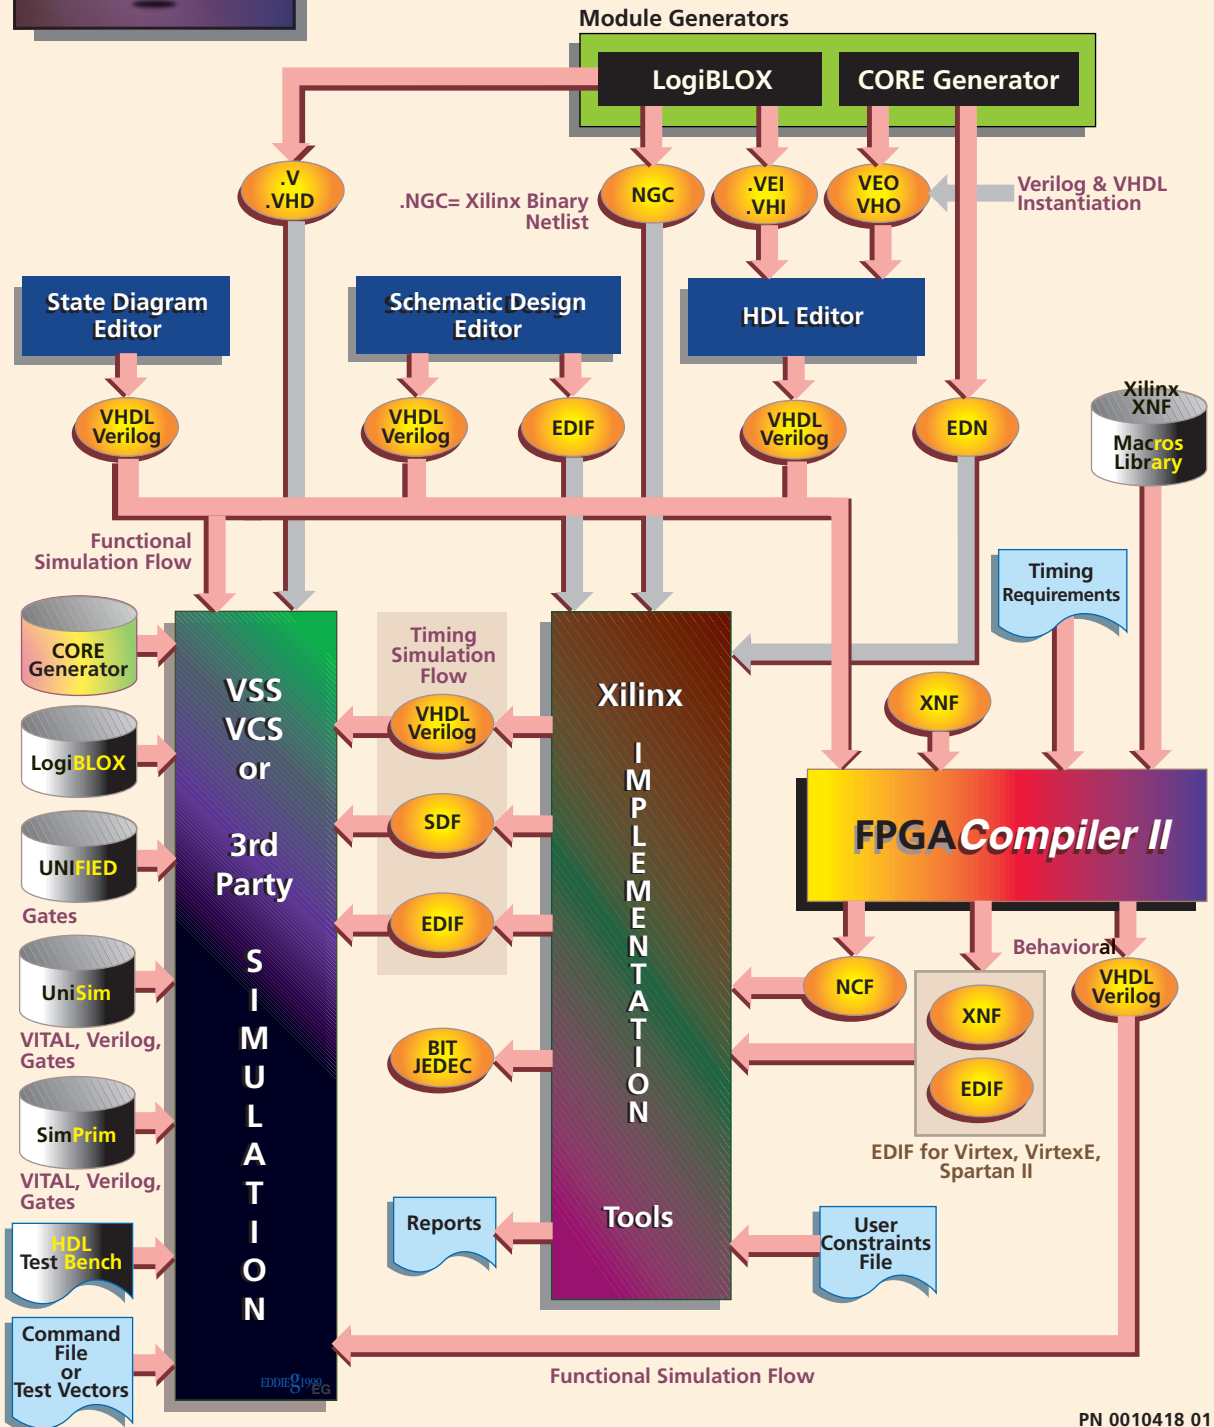 Module Generators
LogiBLOX
CORE Generator
.V
.VHD
.NGC= Xilinx Binary
Netlist
NGC
.VEI
.VHI
VEO
VHO
Verilog & VHDL
Instantiation
State Diagram
Editor
Schematic Design
Editor
HDL Editor
VHDL
Verilog
VHDL
Verilog
EDIF
VHDL
Verilog
EDN
Xilinx
XNF
Macros
Library
Functional
Simulation Flow
Timing
Requirements
CORE
Generator
LogiBLOX
UNIFIED
Gates
UniSim
VITAL, Verilog,
Gates
SimPrim
VITAL, Verilog,
Gates
HDL
Test Bench
Command
File
or
Test Vectors
VSS
VCS
or
3rd
Party
S
I
M
U
L
A
T
I
O
N
EDDIEg1999
EG
Timing
Simulation
Flow
VHDL
Verilog
SDF
EDIF
BIT
JEDEC
Reports
Xilinx
I
M
P
L
E
M
E
N
T
A
T
I
O
N
Tools
XNF
FPGA Compiler II
Behavioral
NCF
XNF
EDIF
VHDL
Verilog
EDIF for Virtex, VirtexE,
Spartan II
User
Constraints
File
Functional Simulation Flow
PN 0010418 01